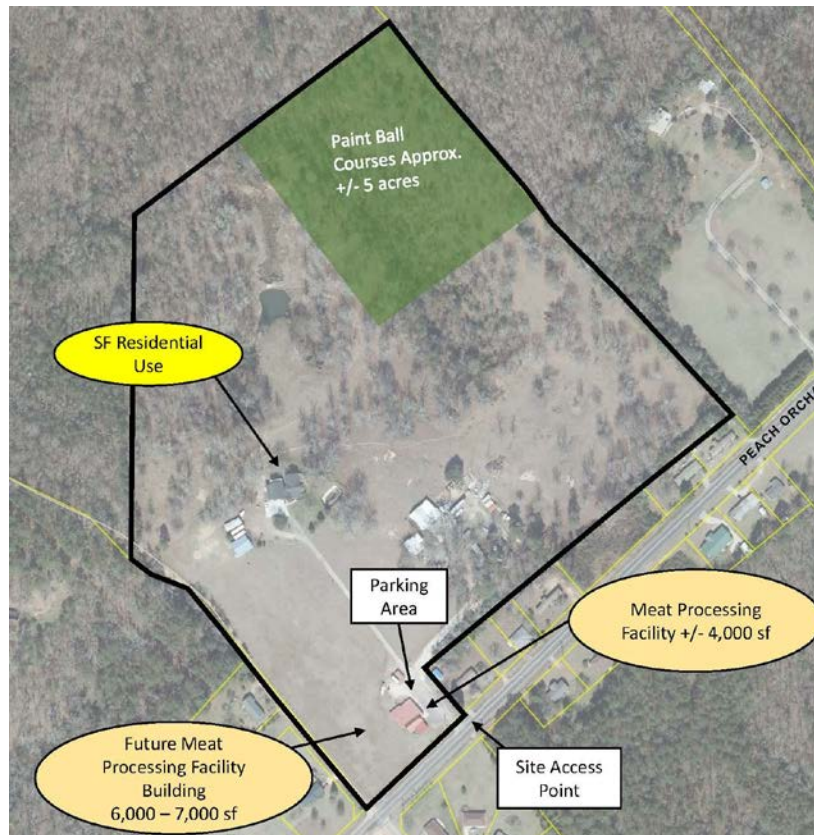 Paint Ball
Courses Approx.
+/- 5 acres
SF Residential
Use
PEACH ORCHA
Parking
Area
Meat Processing
Facility +/- 4,000 sf
Future Meat
Processing Facility
Building
6,000 – 7,000 sf
Site Access
Point